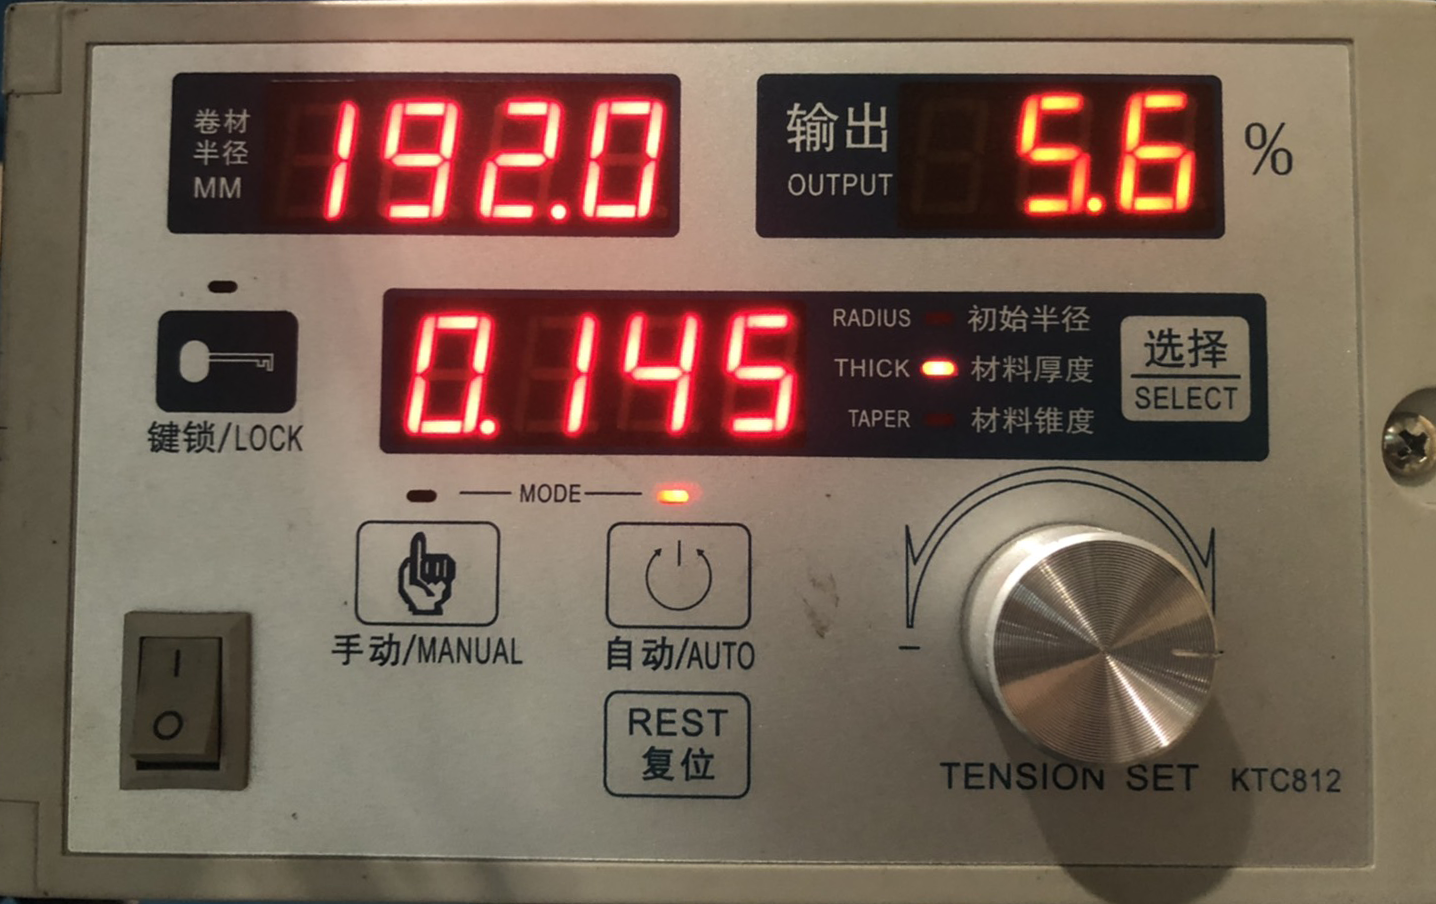 卷材
半径
MM
192.0
输出
OUTPUT
5.6
%
0.145
RADIUS 初始半径
THICK 材料厚度
TAPER 材料锥度
选择
SELECT
键锁/LOCK
MODE
手动/MANUAL
自动/AUTO
REST
复位
TENSION SET KTC812